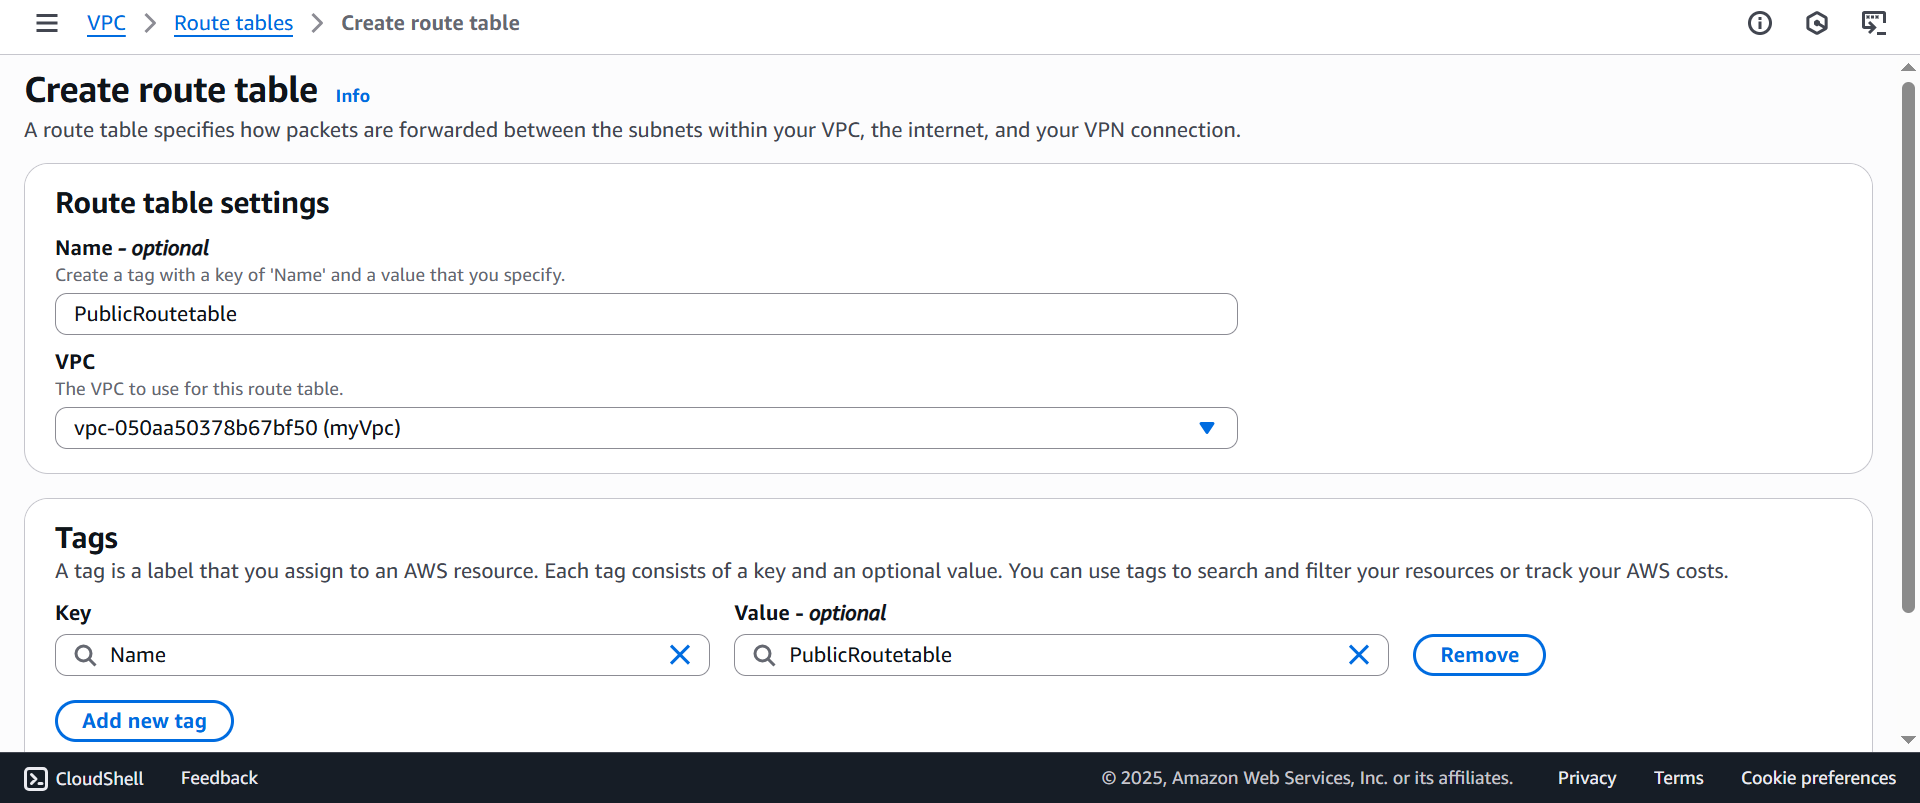 VPC > Route tables > Create route table
Create route table Info
A route table specifies how packets are forwarded between the subnets within your VPC, the internet, and your VPN connection.
Route table settings
Name - optional
Create a tag with a key of 'Name' and a value that you specify.
PublicRoutetable
VPC
The VPC to use for this route table.
vpc-050aa50378b67bf50 (myVpc)
Tags
A tag is a label that you assign to an AWS resource. Each tag consists of a key and an optional value. You can use tags to search and filter your resources or track your AWS costs.
Key Value - optional
Name PublicRoutetable Remove
Add new tag
CloudShell Feedback © 2025, Amazon Web Services, Inc. or its affiliates. Privacy Terms Cookie preferences